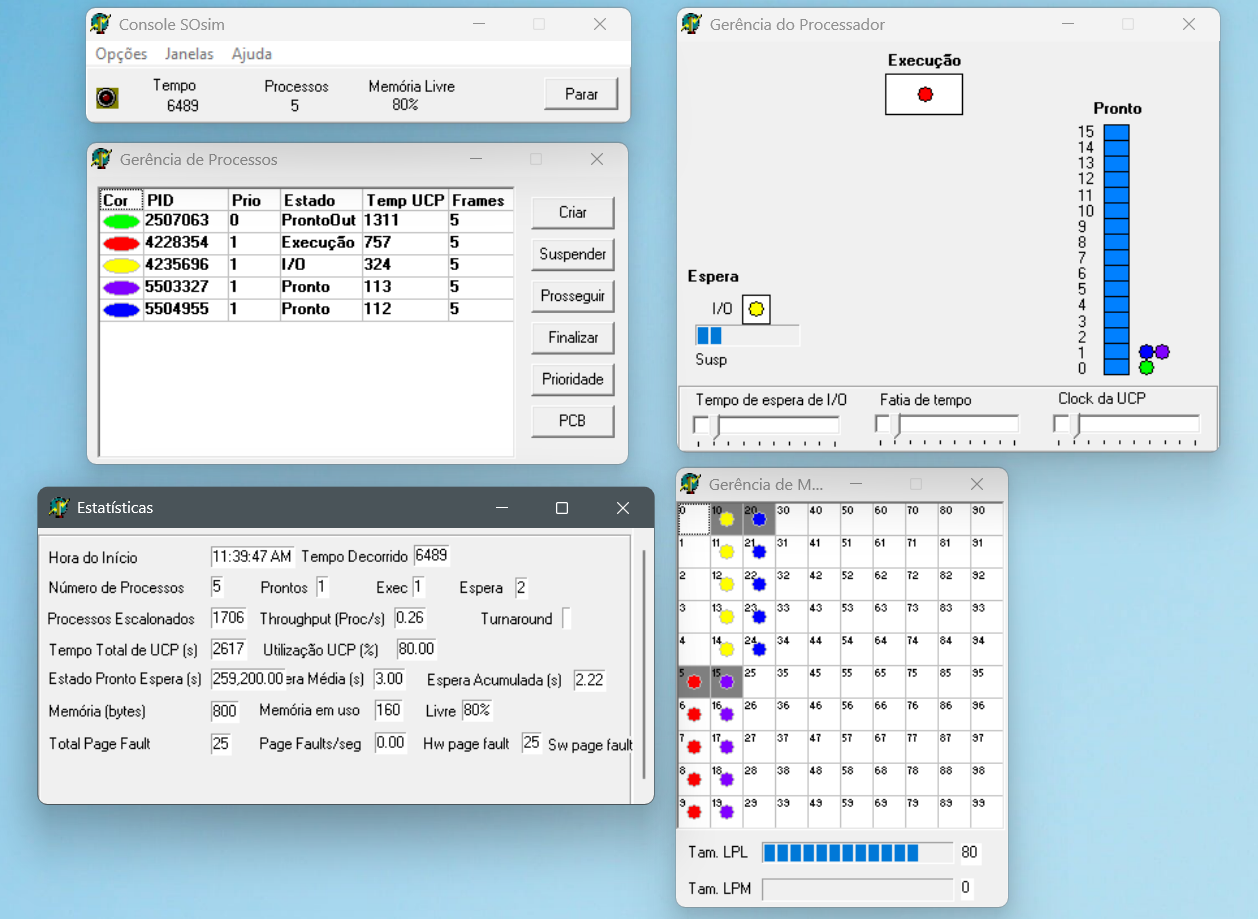 Console SOsim
Opções Janelas Ajuda
Tempo Processos Memória Livre
6489 5 80% Parar
Gerência de Processos
Cor PID Prio Estado Temp UCP Frames
2507063 0 ProntoOut 1311 5
4228354 1 Execução 757 5
4235696 1 I/O 324 5
5503327 1 Pronto 113 5
5504955 1 Pronto 112 5
Criar
Suspender
Prosseguir
Finalizar
Prioridade
PCB
Gerência do Processador
Execução
Pronto
15
14
13
12
11
10
9
8
7
6
5
4
3
2
1
0
Espera
I/O
Susp
Tempo de espera de I/O Fatia de tempo Clock da UCP
Estatísticas
Hora do Início 11:39:47 AM Tempo Decorrido 6489
Número de Processos 5 Prontos 1 Exec 1 Espera 2
Processos Escalonados 1706 Throughput (Proc/s) 0.26 Turnaround
Tempo Total de UCP (s) 2617 Utilização UCP (%) 80.00
Estado Pronto Espera (s) 259,200.00 era Média (s) 3.00 Espera Acumulada (s) 2.22
Memória (bytes) 800 Memória em uso 160 Livre 80%
Total Page Fault 25 Page Faults/seg 0.00 Hw page fault 25 Sw page fault
Gerência de M...
0 10 20 30 40 50 60 70 80 90
1 11 21 31 41 51 61 71 81 91
2 12 22 32 42 52 62 72 82 92
3 13 23 33 43 53 63 73 83 93
4 14 24 34 44 54 64 74 84 94
5 15 25 35 45 55 65 75 85 95
6 16 26 36 46 56 66 76 86 96
7 17 27 37 47 57 67 77 87 97
8 18 28 38 48 58 68 78 88 98
9 19 29 39 49 59 69 79 89 99
Tam. LPL 80
Tam. LPM 0